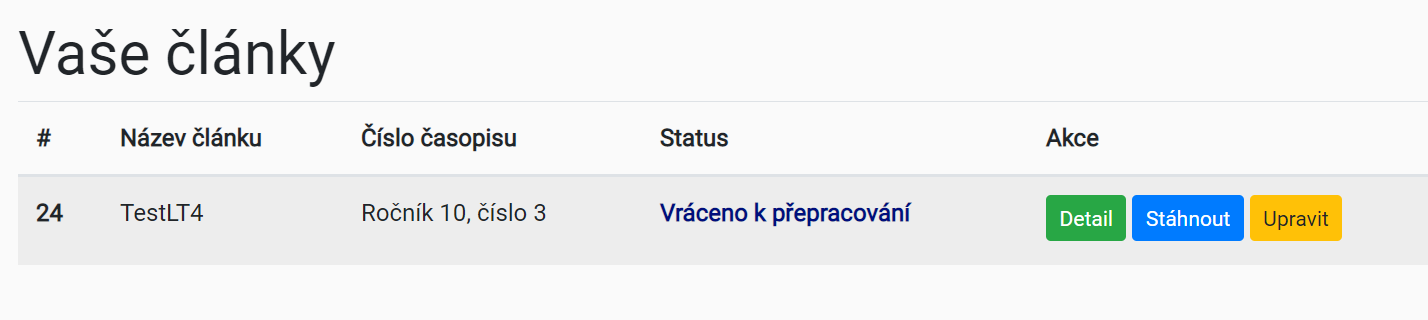 Vaše články
# Název článku Číslo časopisu Status Akce
24 TestLT4 Ročník 10, číslo 3 Vráceno k přepracování Detail Stáhnout Upravit